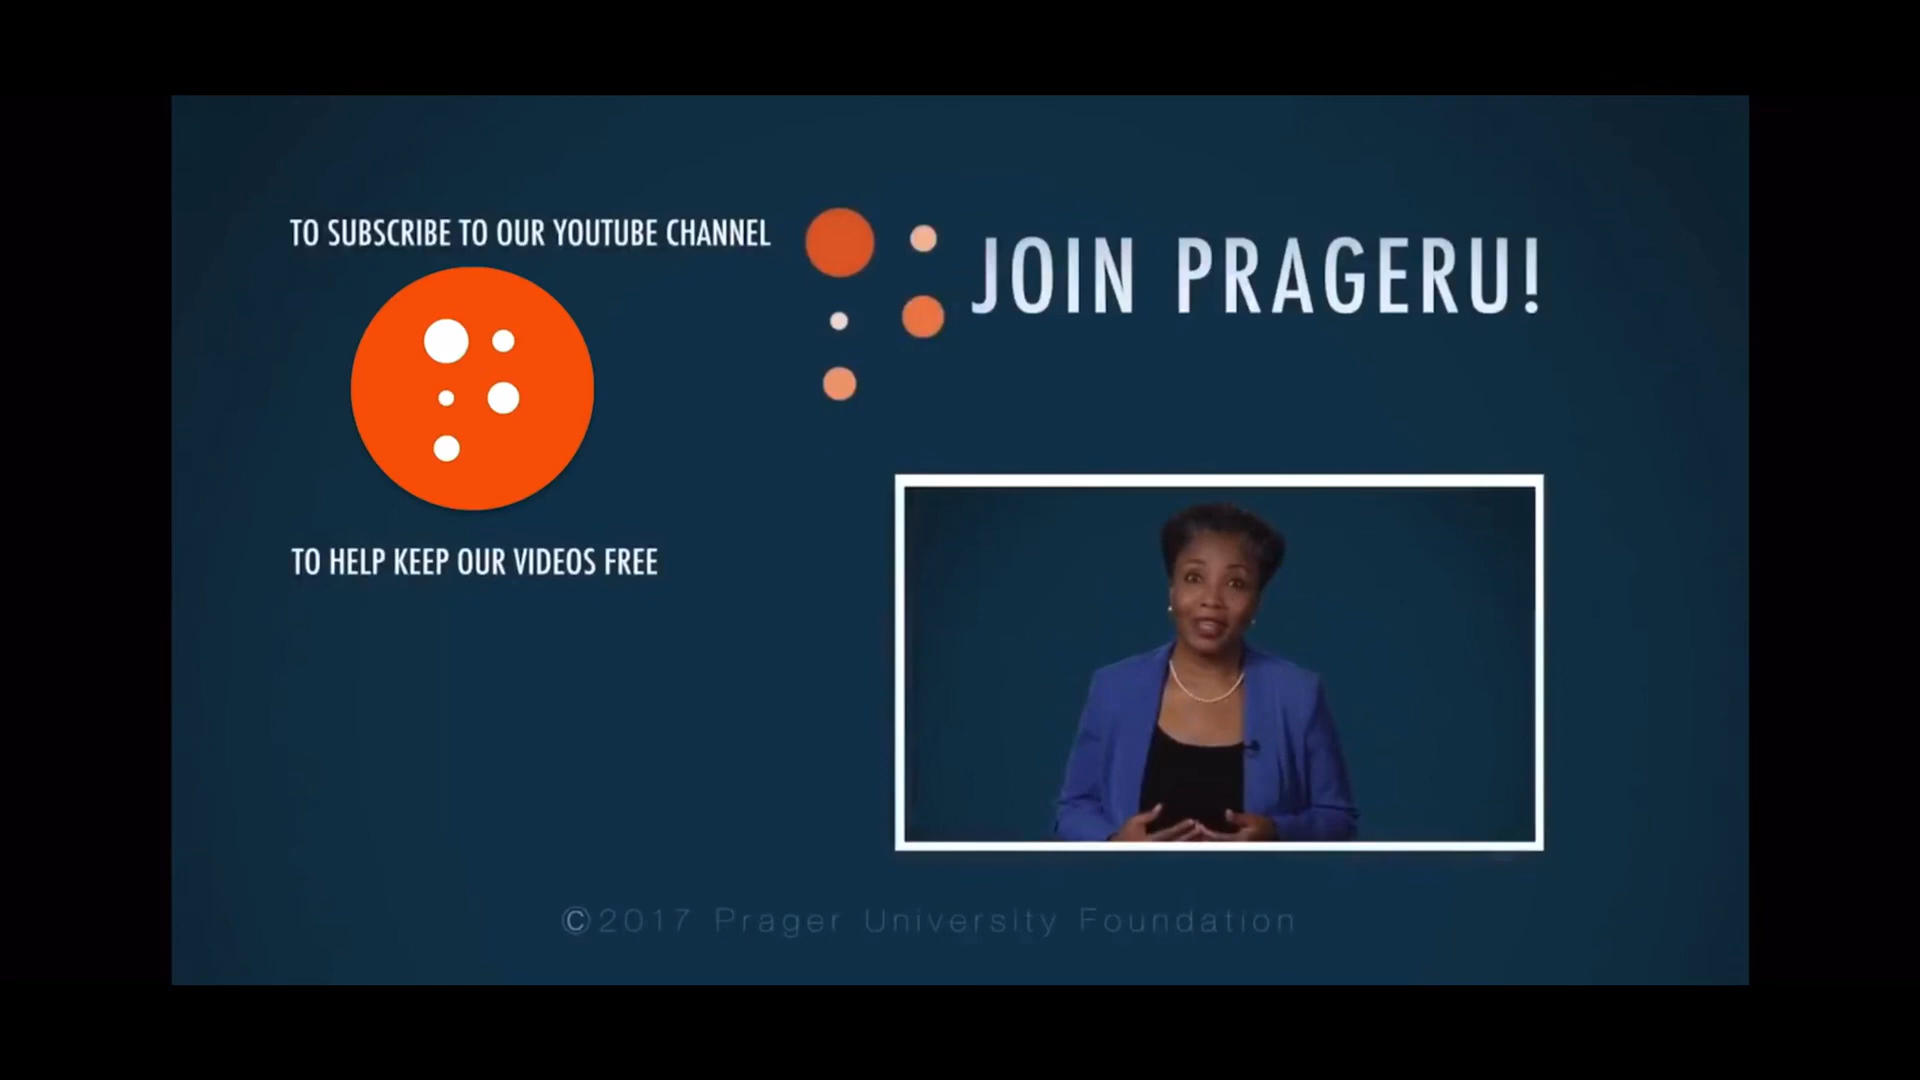 TO SUBSCRIBE TO OUR YOUTUBE CHANNEL
JOIN PRAGERU!
TO HELP KEEP OUR VIDEOS FREE
©2017 Prager University Foundation